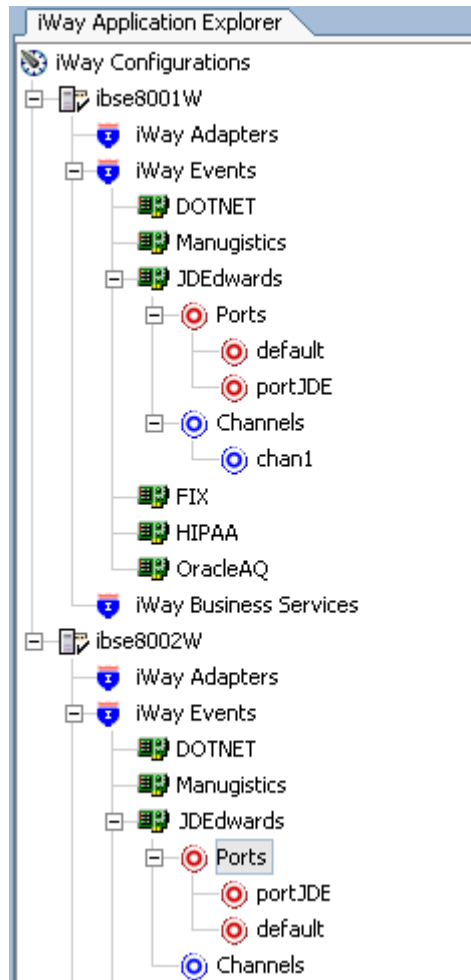 iWay Application Explorer
iWay Configurations
ibse8001W
iWay Adapters
iWay Events
DOTNET
Manugistics
JDEdwards
Ports
default
portJDE
Channels
chan1
FIX
HIPAA
OracleAQ
iWay Business Services
ibse8002W
iWay Adapters
iWay Events
DOTNET
Manugistics
JDEdwards
Ports
portJDE
default
Channels